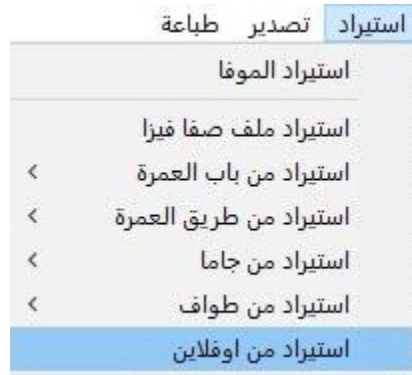 استيراد تصدير طباعة
استيراد الموفا
استيراد ملف صفا فيزا
استيراد من باب العمرة
استيراد من طريق العمرة
استيراد من جاما
استيراد من طواف
استيراد من اوفلاين